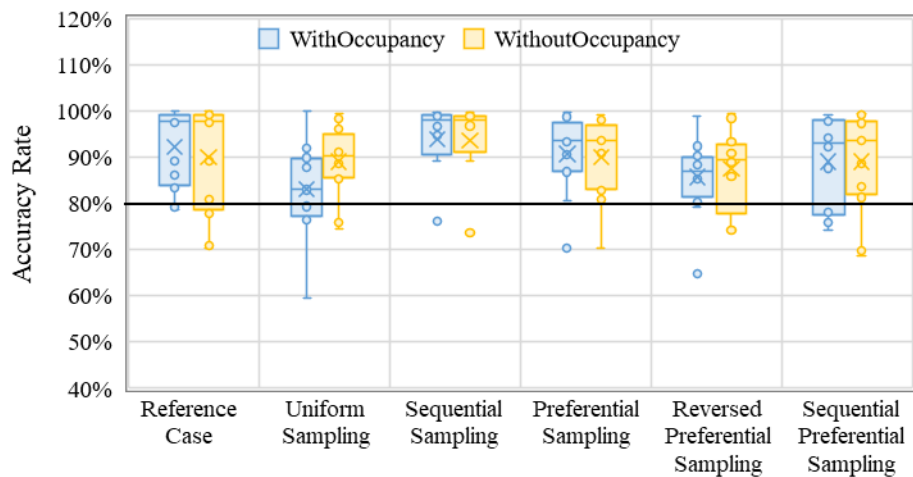 120%
WithOccupancy WithoutOccupancy
110%
100%
90%
80%
70%
60%
50%
40%
Accuracy Rate
Reference
Case
Uniform
Sampling
Sequential
Sampling
Preferential
Sampling
Reversed
Preferential
Sampling
Sequential
Preferential
Sampling